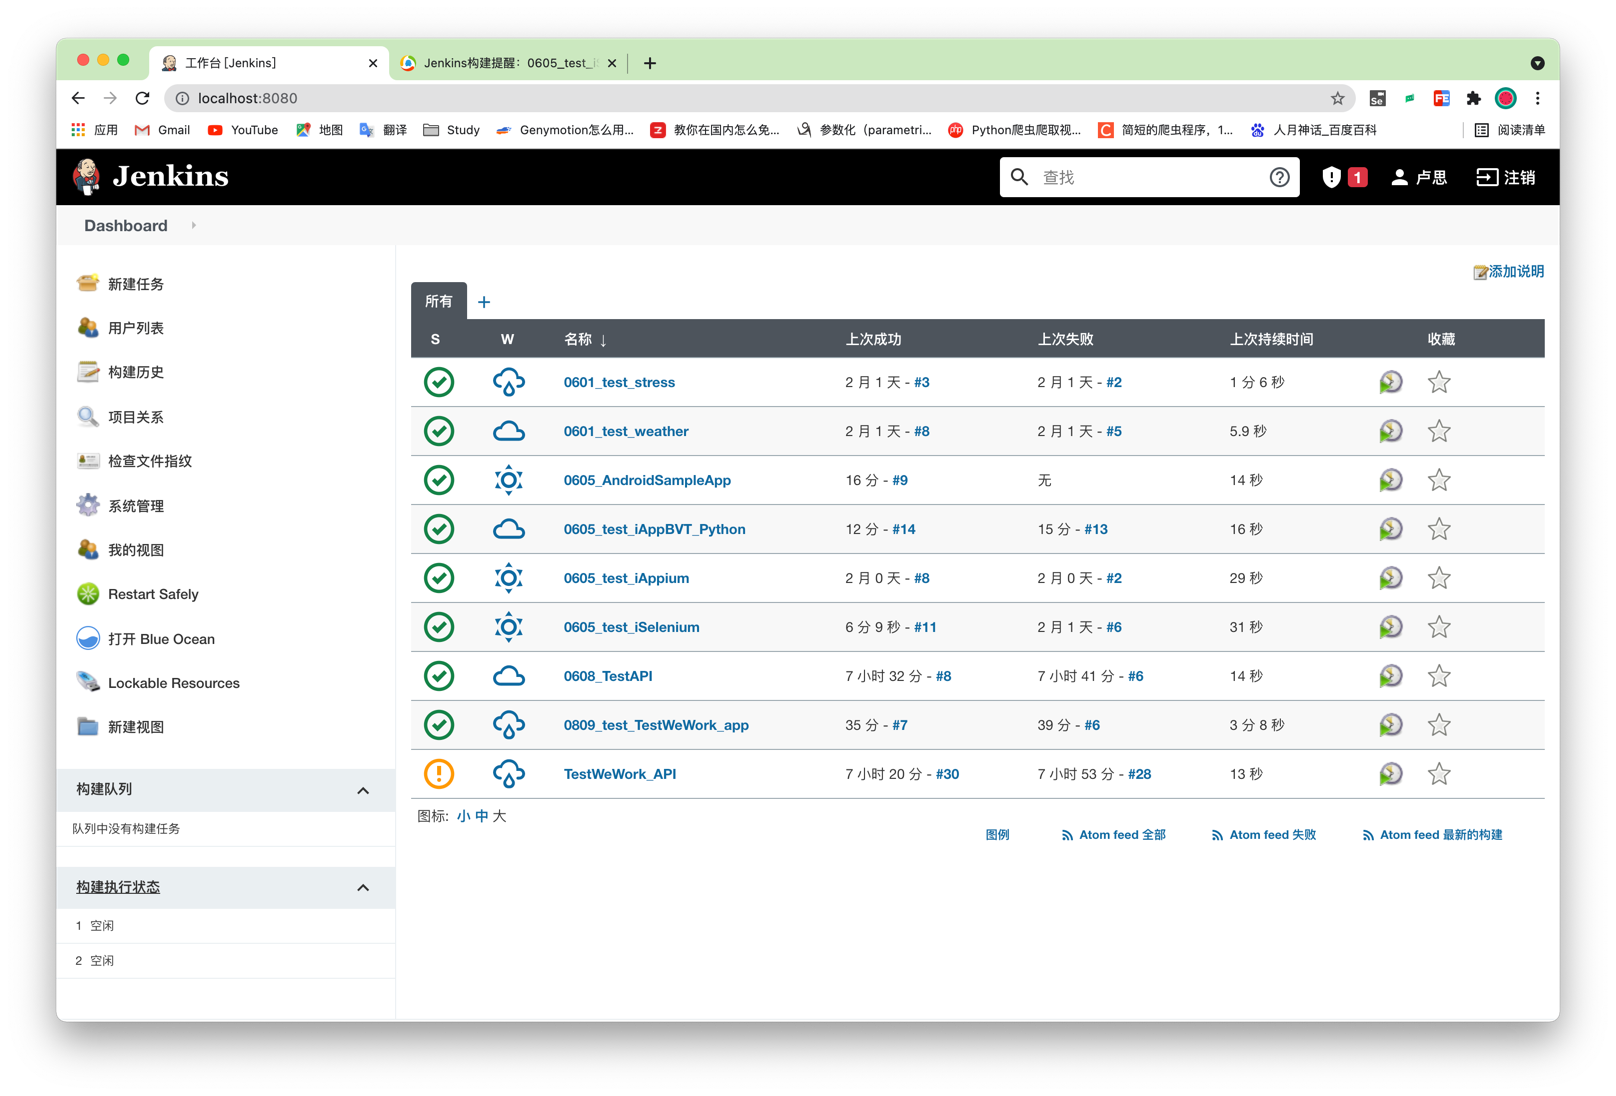 工作台 [Jenkins]
Jenkins构建提醒：0605_test_i
localhost:8080
应用 Gmail YouTube 地图 翻译 Study Genymotion怎么用... 教你在国内怎么免... 参数化（parametri... Python爬虫爬取视... 简短的爬虫程序，1... 人月神话_百度百科 阅读清单
Jenkins 查找 1 卢思 注销
Dashboard
添加说明
新建任务
用户列表
构建历史
项目关系
检查文件指纹
系统管理
我的视图
Restart Safely
打开 Blue Ocean
Lockable Resources
新建视图
构建队列
队列中没有构建任务
构建执行状态
1 空闲
2 空闲
所有 +
S W 名称 ↓ 上次成功 上次失败 上次持续时间 收藏
0601_test_stress 2 月 1 天 - #3 2 月 1 天 - #2 1 分 6 秒
0601_test_weather 2 月 1 天 - #8 2 月 1 天 - #5 5.9 秒
0605_AndroidSampleApp 16 分 - #9 无 14 秒
0605_test_iAppBVT_Python 12 分 - #14 15 分 - #13 16 秒
0605_test_iAppium 2 月 0 天 - #8 2 月 0 天 - #2 29 秒
0605_test_iSelenium 6 分 9 秒 - #11 2 月 1 天 - #6 31 秒
0608_TestAPI 7 小时 32 分 - #8 7 小时 41 分 - #6 14 秒
0809_test_TestWeWork_app 35 分 - #7 39 分 - #6 3 分 8 秒
TestWeWork_API 7 小时 20 分 - #30 7 小时 53 分 - #28 13 秒
图标: 小 中 大
图例 Atom feed 全部 Atom feed 失败 Atom feed 最新的构建